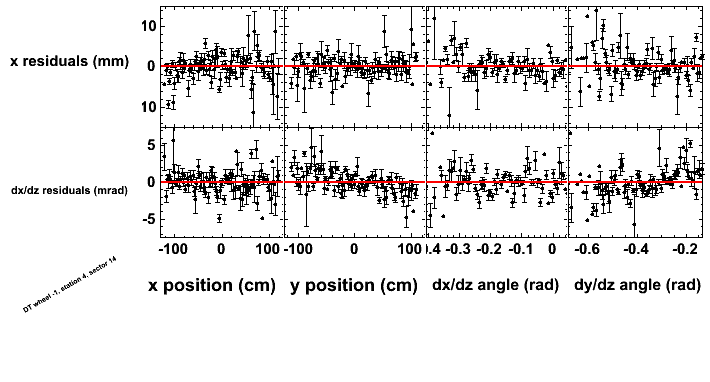 10
x residuals (mm)
0
10
5
dx/dz residuals (mrad)
0
-5
-100 0 100 -100 0 100 0.4 -0.3 -0.2 -0.1 0 -0.6 -0.4 -0.2
x position (cm) y position (cm) dx/dz angle (rad) dy/dz angle (rad)
DT wheel -1, station 4, sector 14